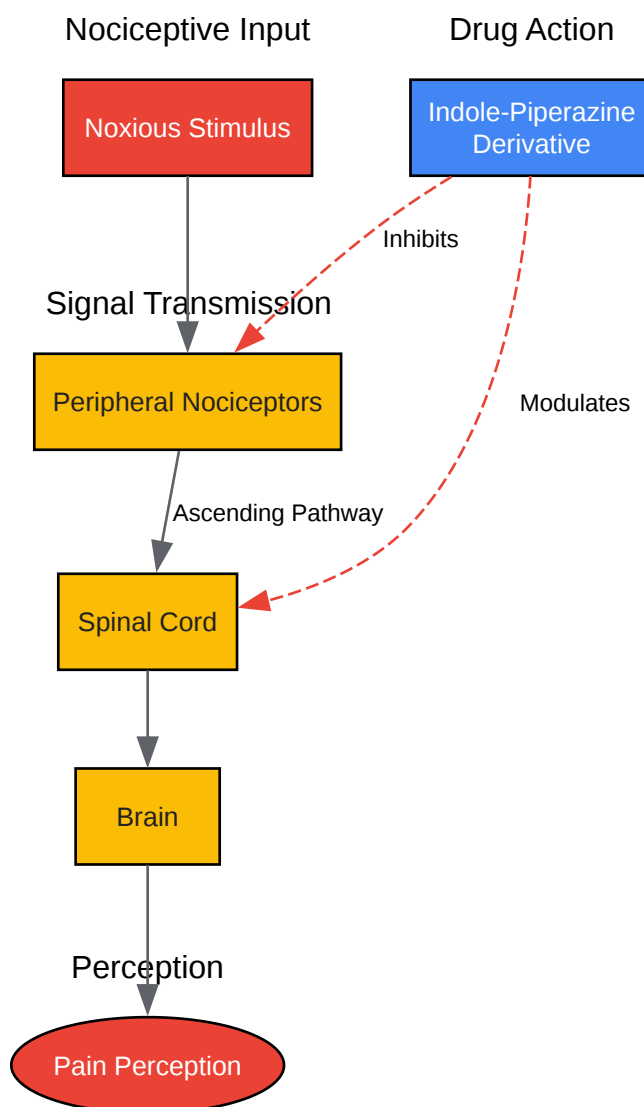 Nociceptive Input
Drug Action
Noxious Stimulus
Indole-Piperazine
Derivative
Inhibits
Signal Transmission
Peripheral Nociceptors
Modulates
Ascending Pathway
Spinal Cord
Brain
Perception
Pain Perception